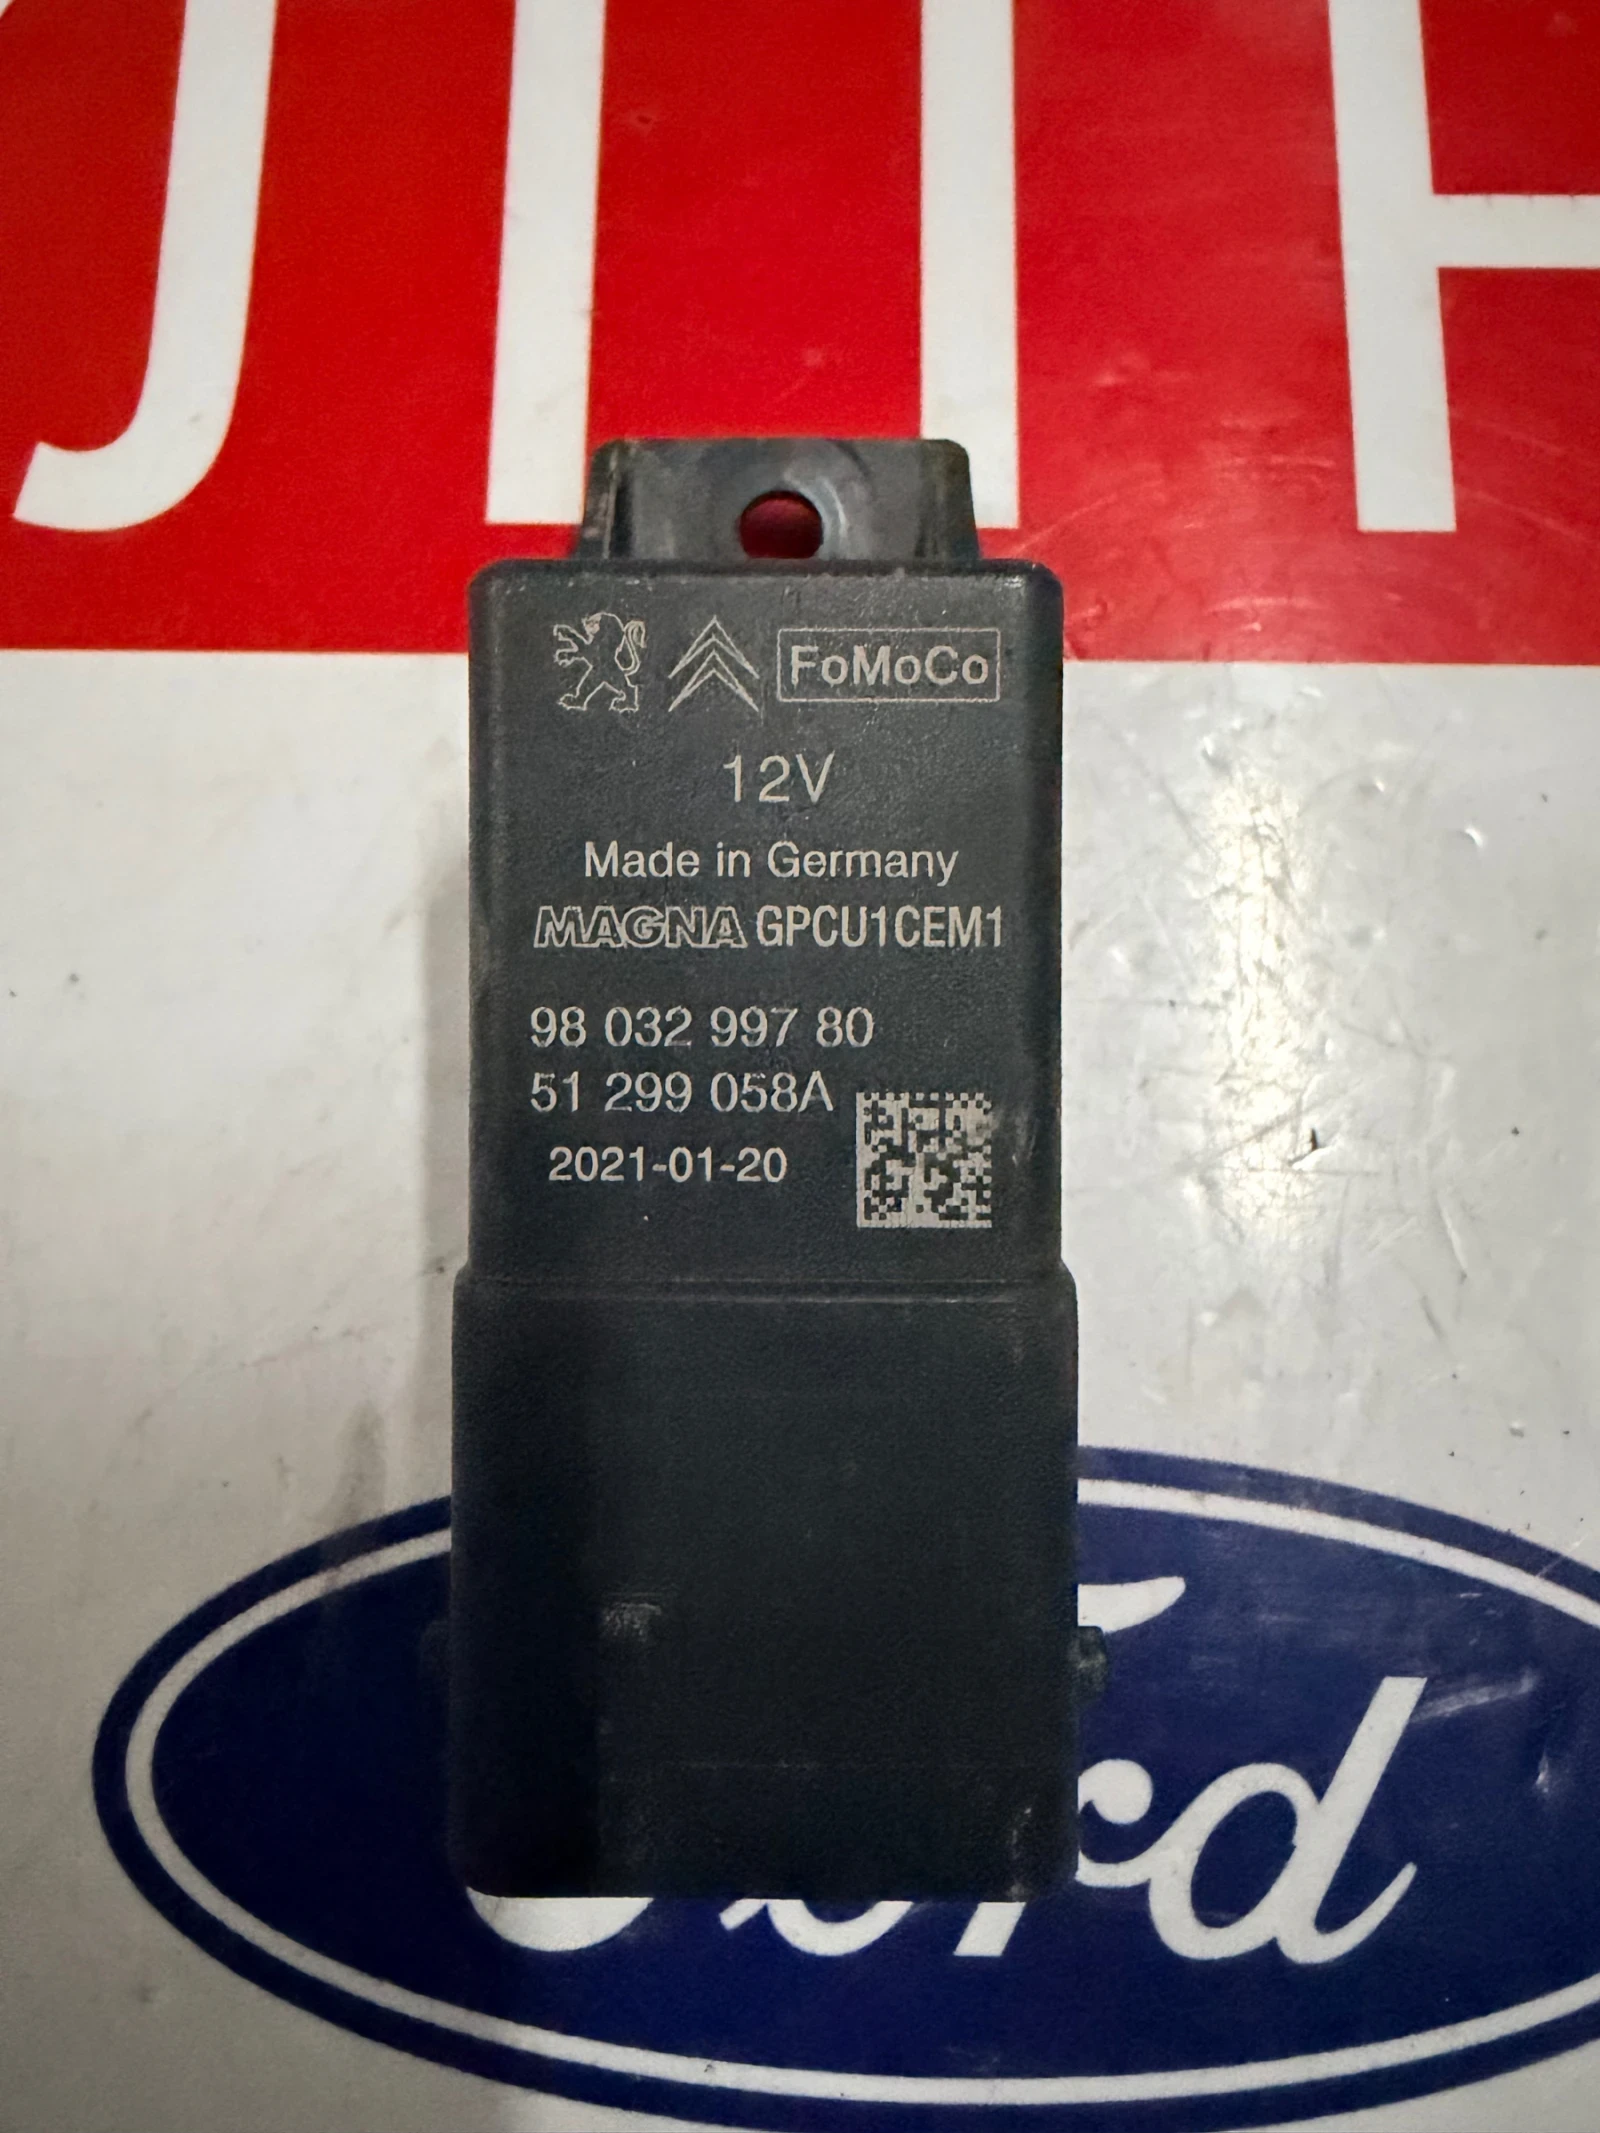 FoMoCo
12V
Made in Germany
MAGNA GPCU1CEM1
98 032 997 80
51 299 058A
2021-01-20